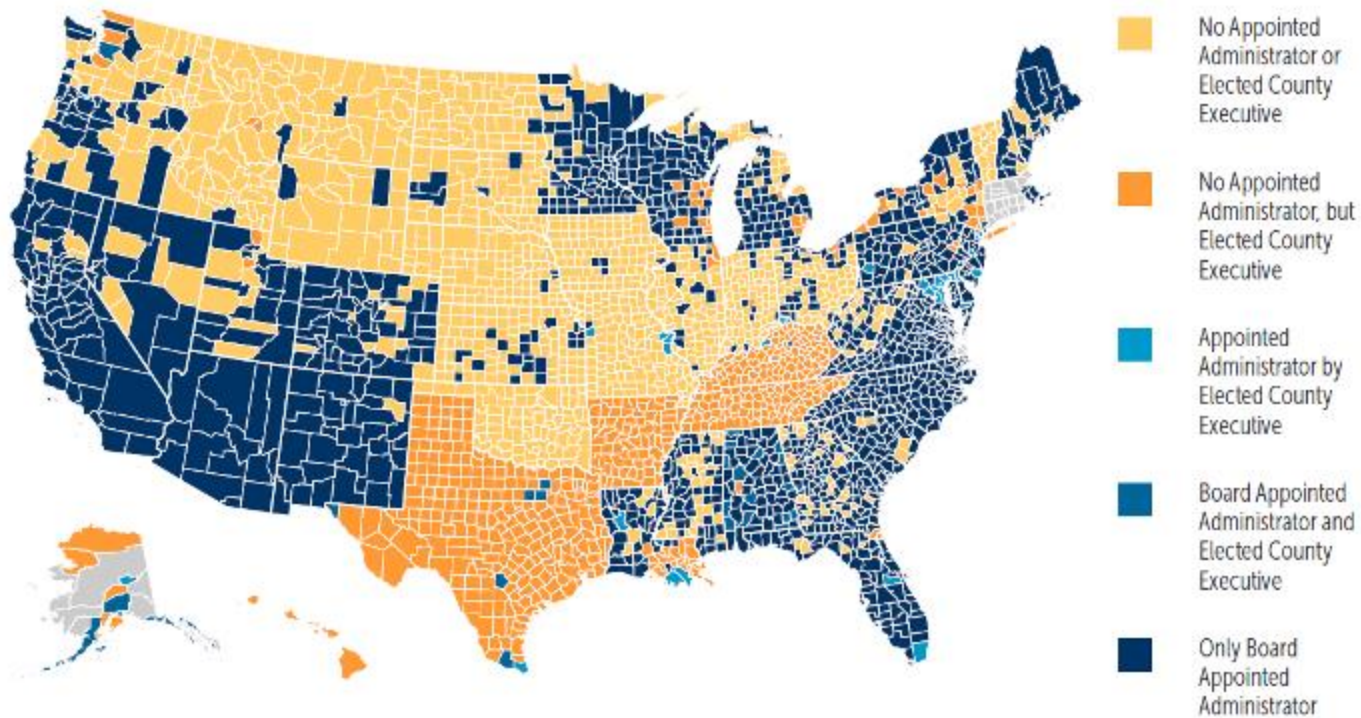 No Appointed
Administrator or
Elected County
Executive
No Appointed
Administrator, but
Elected County
Executive
Appointed
Administrator by
Elected County
Executive
Board Appointed
Administrator and
Elected County
Executive
Only Board
Appointed
Administrator